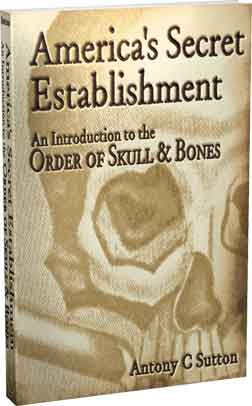 America's Secret
Establishment
An Introduction to the
ORDER OF SKULL & BONES
Antony C Sutton